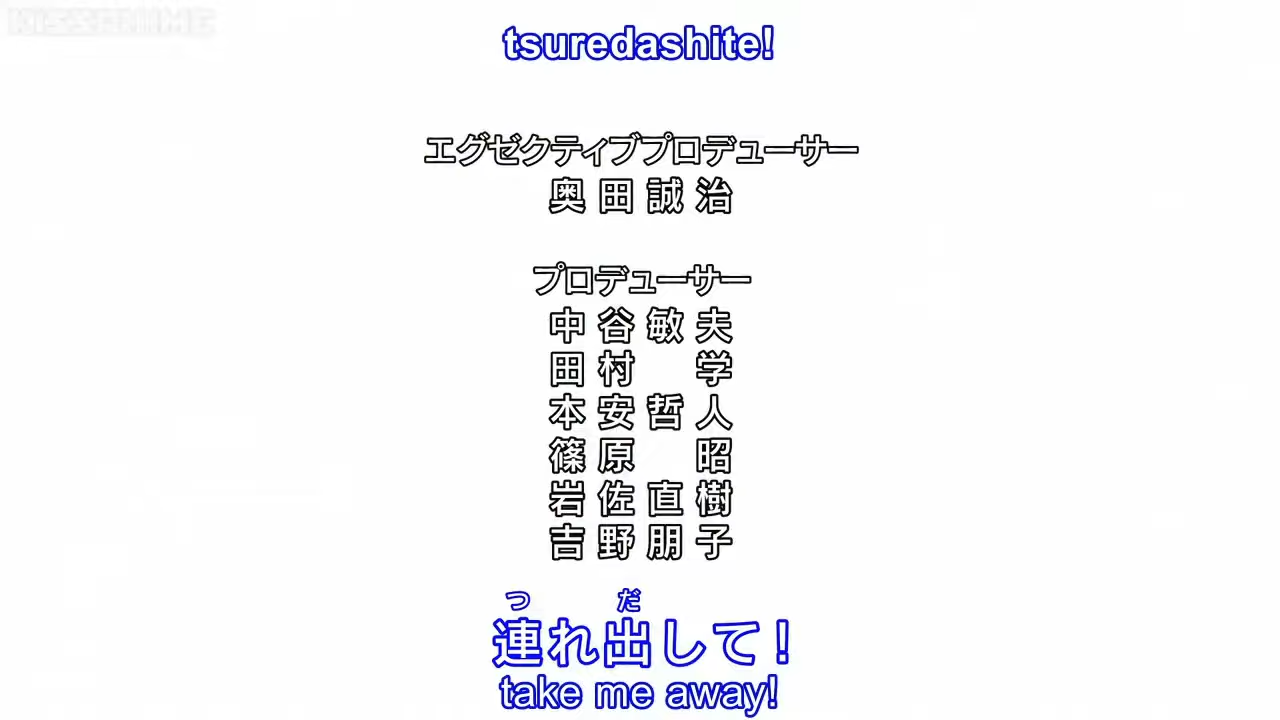 KISSANIME
tsuredashite!
エグゼクティブプロデューサー
奥田誠治
プロデューサー
中谷敏夫
田村 学
本安哲人
篠原 昭
岩佐直樹
吉野朋子
つ だ
連れ出して!
take me away!